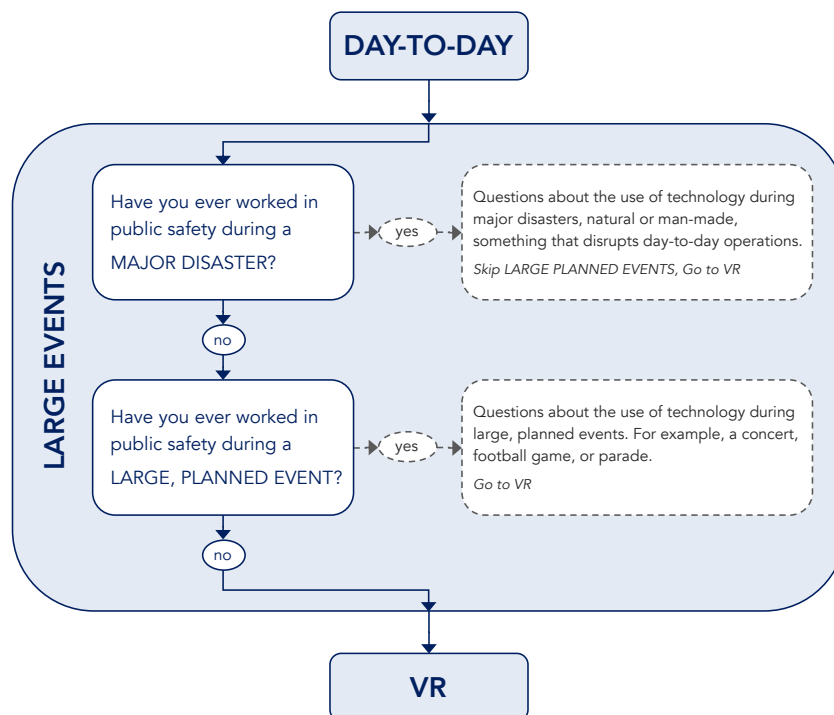 DAY-TO-DAY
LARGE EVENTS
Have you ever worked in
public safety during a
MAJOR DISASTER?
yes
Questions about the use of technology during
major disasters, natural or man-made,
something that disrupts day-to-day operations.
Skip LARGE PLANNED EVENTS, Go to VR
no
Have you ever worked in
public safety during a
LARGE, PLANNED EVENT?
yes
Questions about the use of technology during
large, planned events. For example, a concert,
football game, or parade.
Go to VR
no
VR